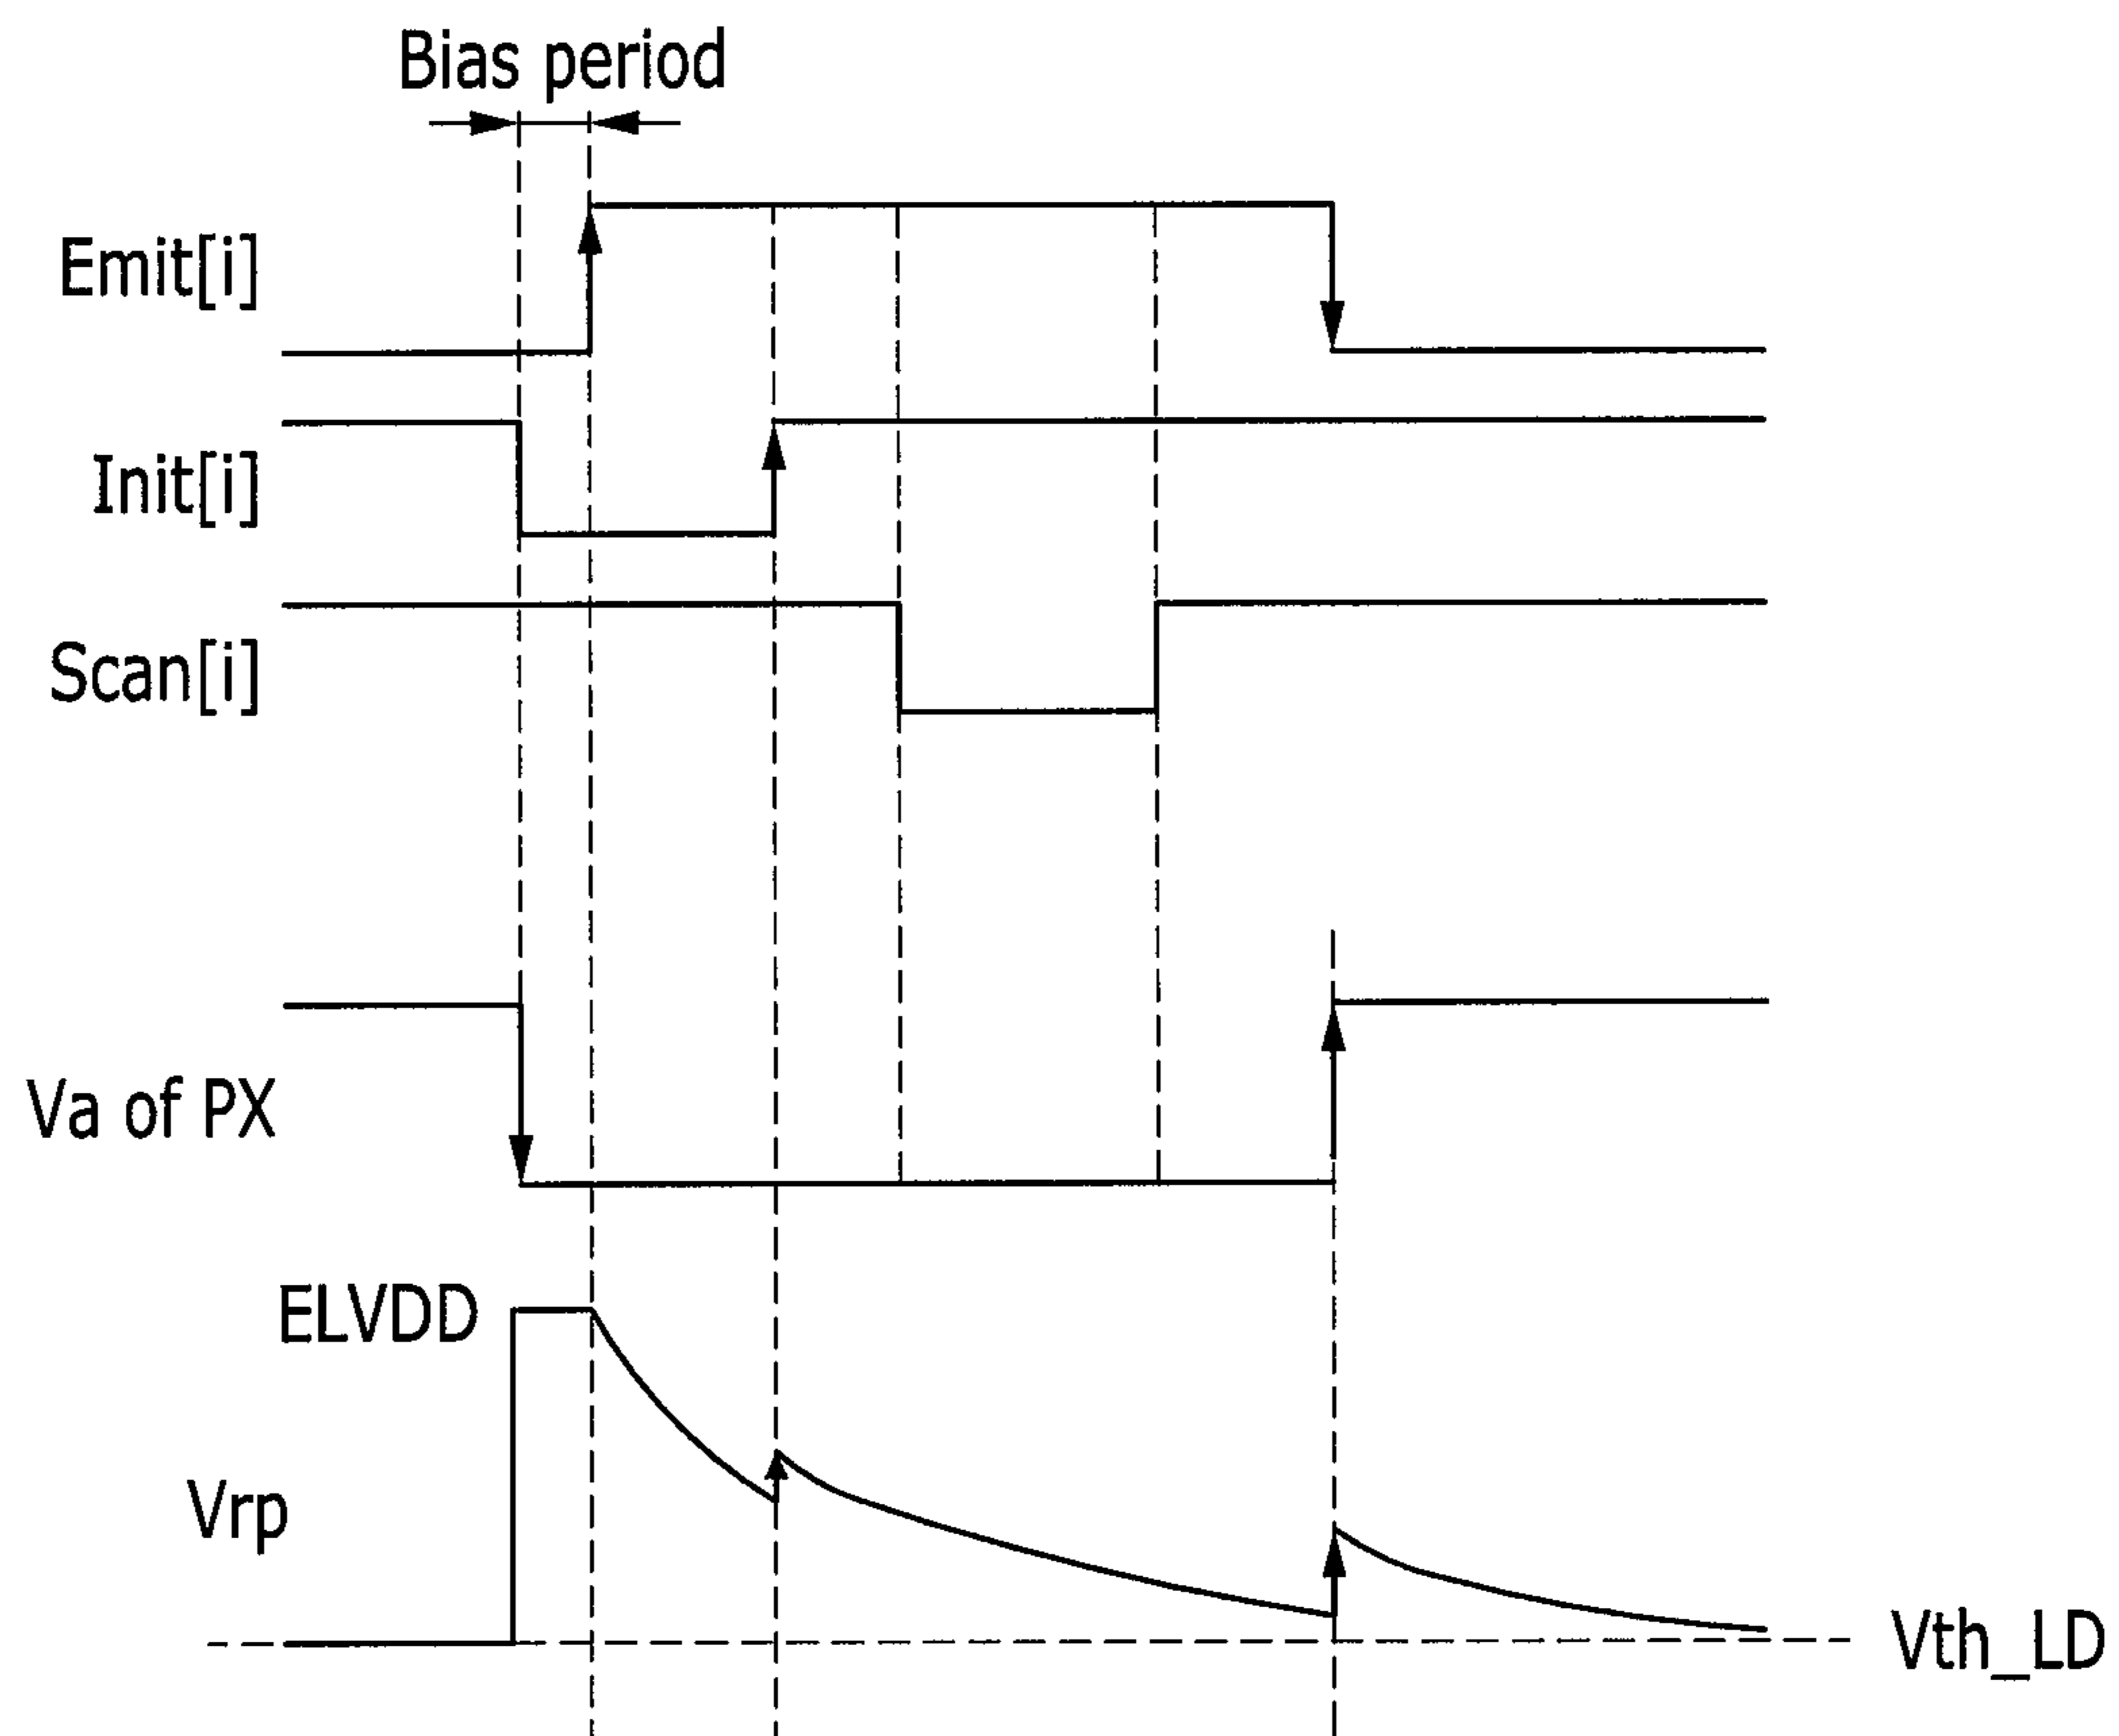 Bias period
Emit[i]
Init[i]
Scan[i]
Va of PX
ELVDD
Vrp
Vth_LD